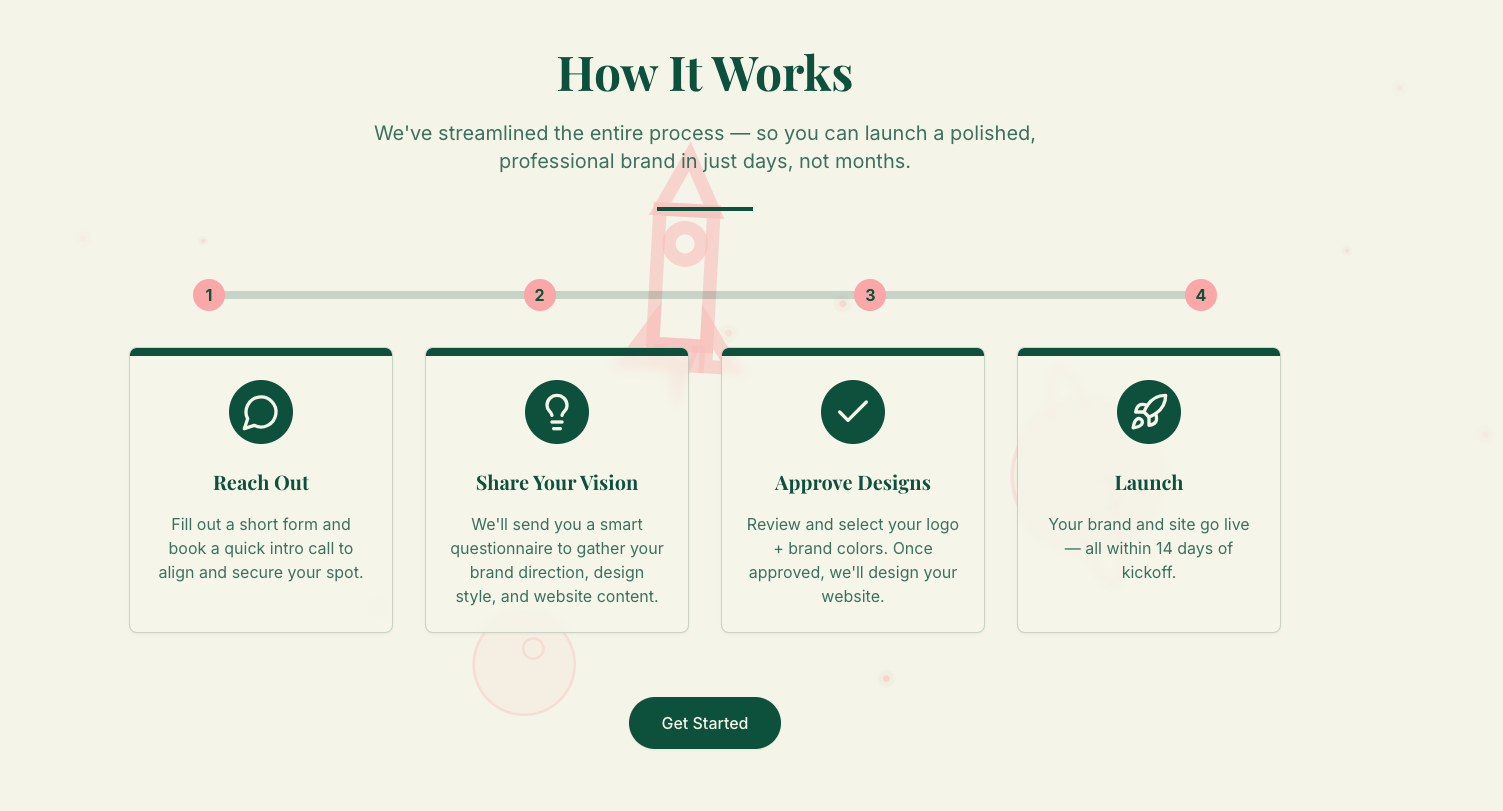 How It Works
We've streamlined the entire process — so you can launch a polished,
professional brand in just days, not months.
1
2
3
4
Reach Out
Fill out a short form and
book a quick intro call to
align and secure your spot.
Share Your Vision
We'll send you a smart
questionnaire to gather your
brand direction, design
style, and website content.
Approve Designs
Review and select your logo
+ brand colors. Once
approved, we'll design your
website.
Launch
Your brand and site go live
— all within 14 days of
kickoff.
Get Started